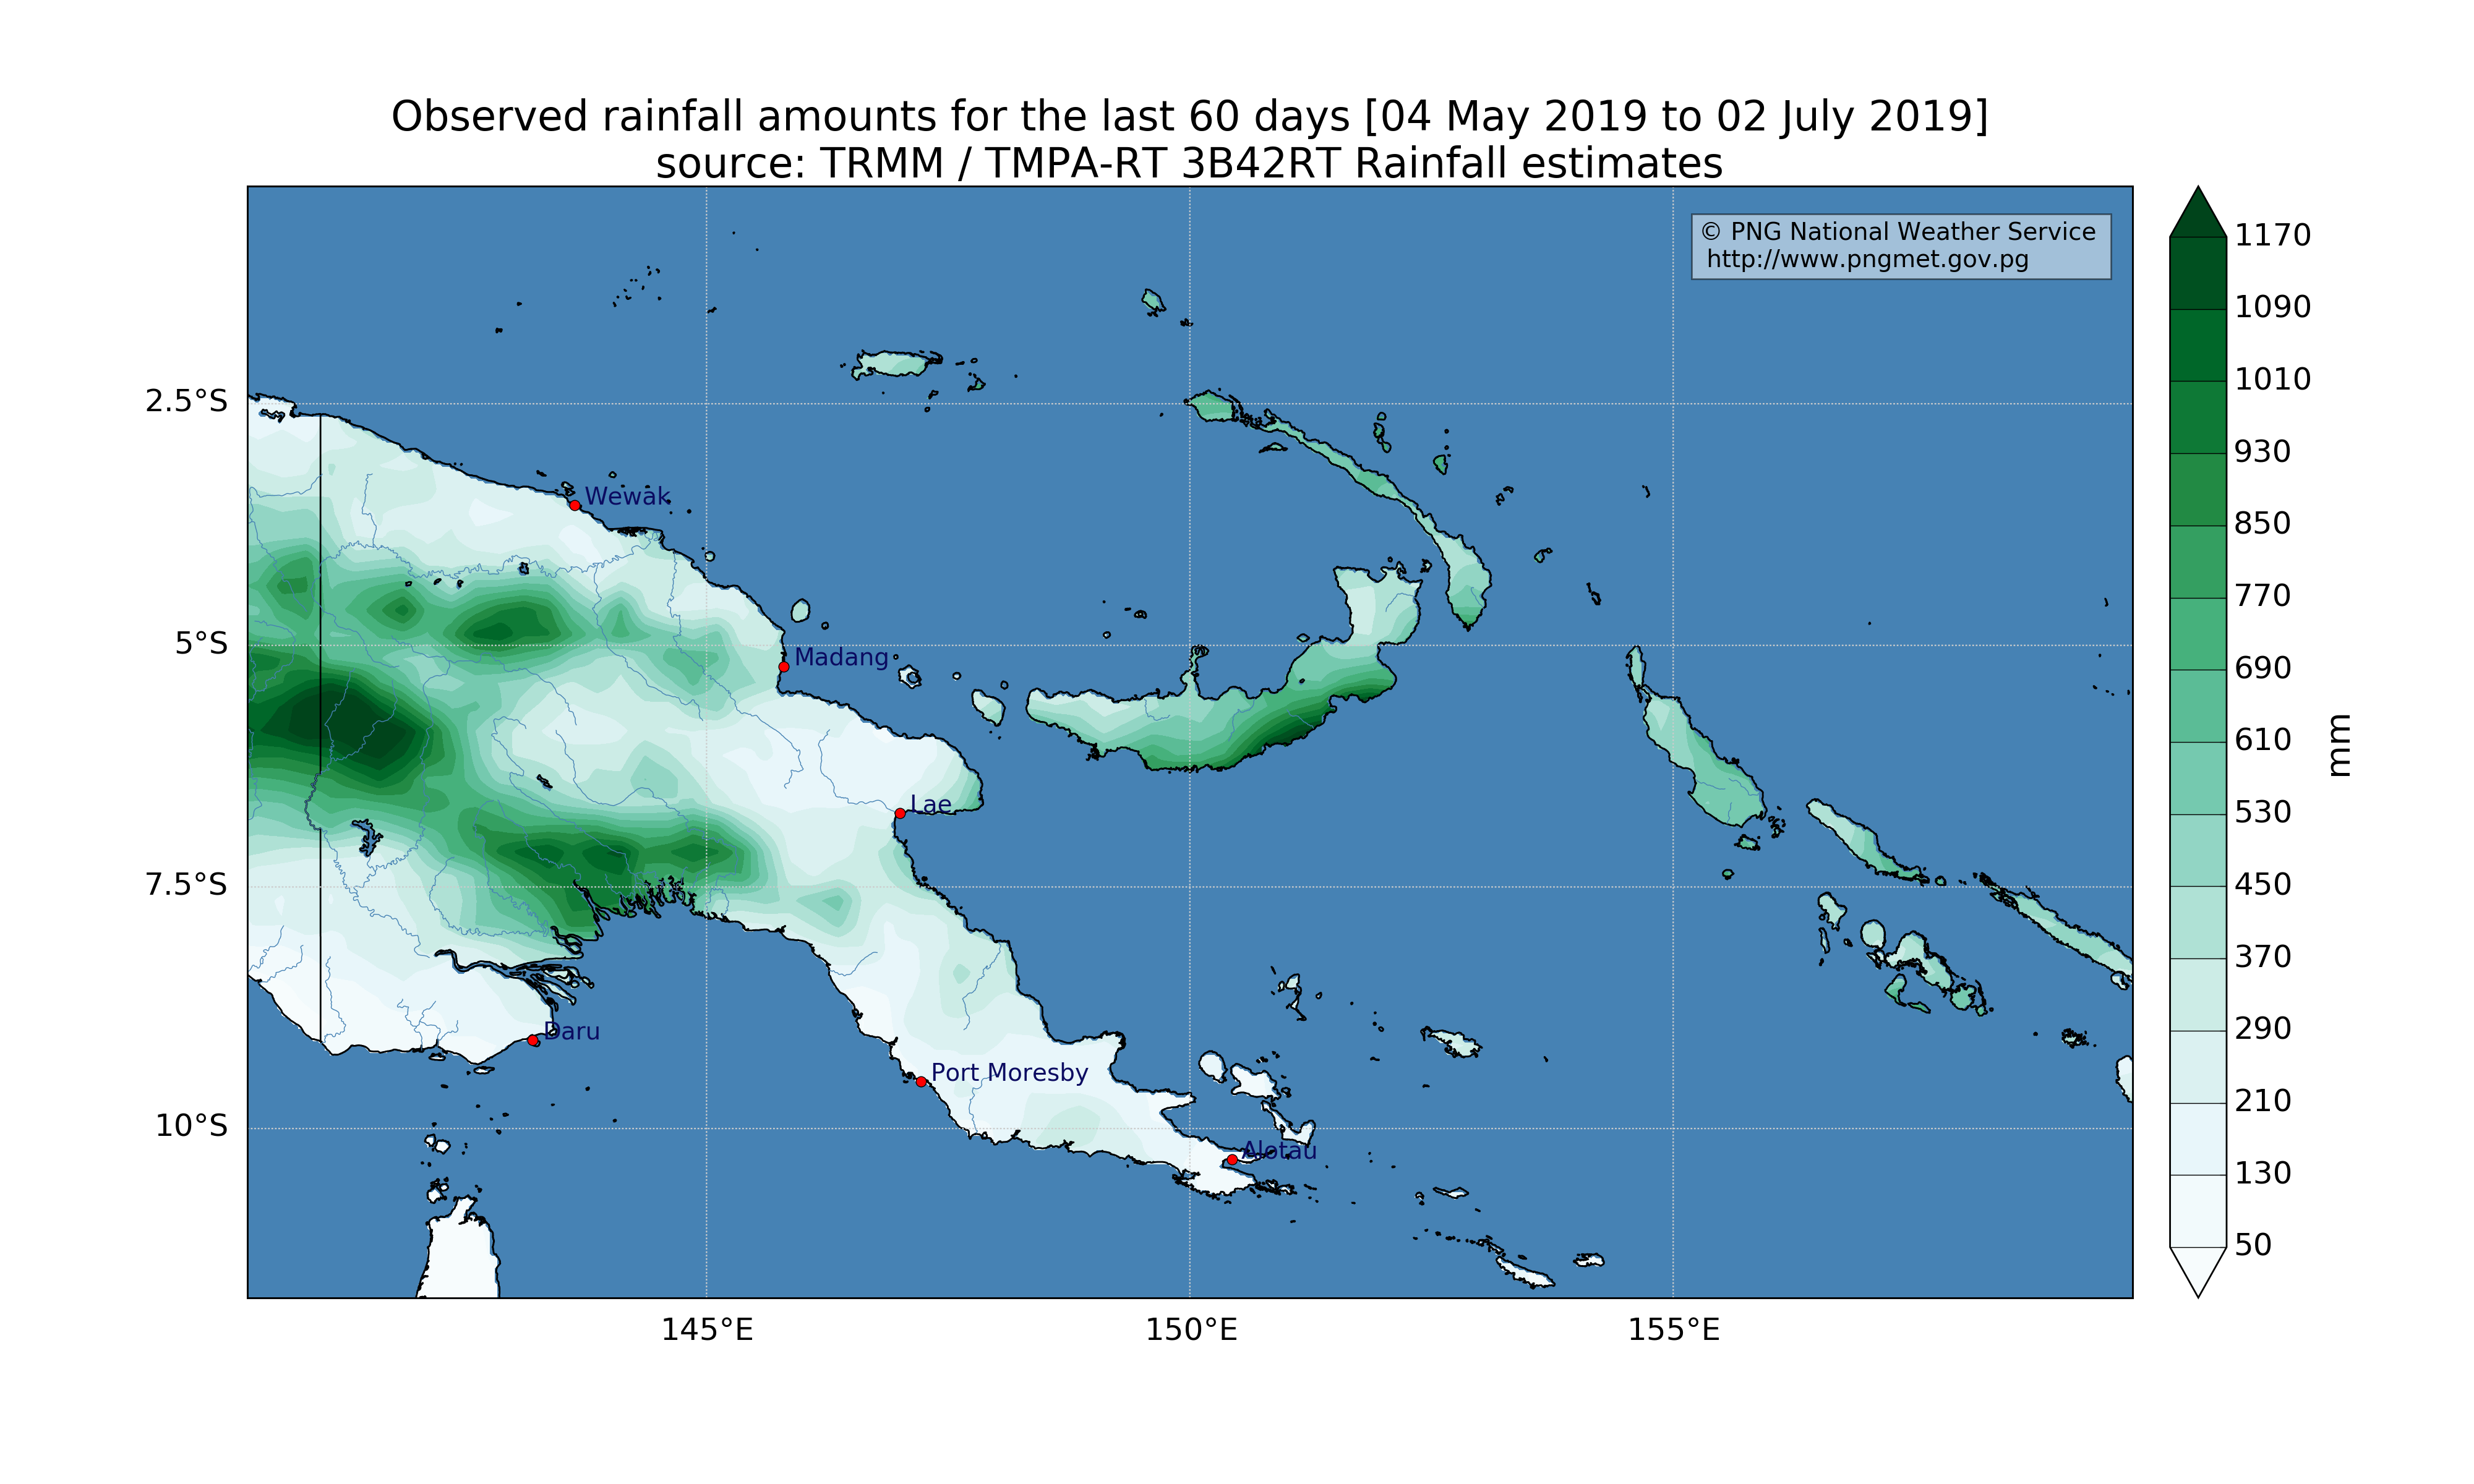 Observed rainfall amounts for the last 60 days [04 May 2019 to 02 July 2019]
source: TRMM / TMPA-RT 3B42RT Rainfall estimates
© PNG National Weather Service
http://www.pngmet.gov.pg
1170
1090
1010
930
850
770
690
610
530
450
370
290
210
130
50
mm
2.5°S
5°S
7.5°S
10°S
Wewak
Madang
Lae
Daru
Port Moresby
Alotau
145°E
150°E
155°E